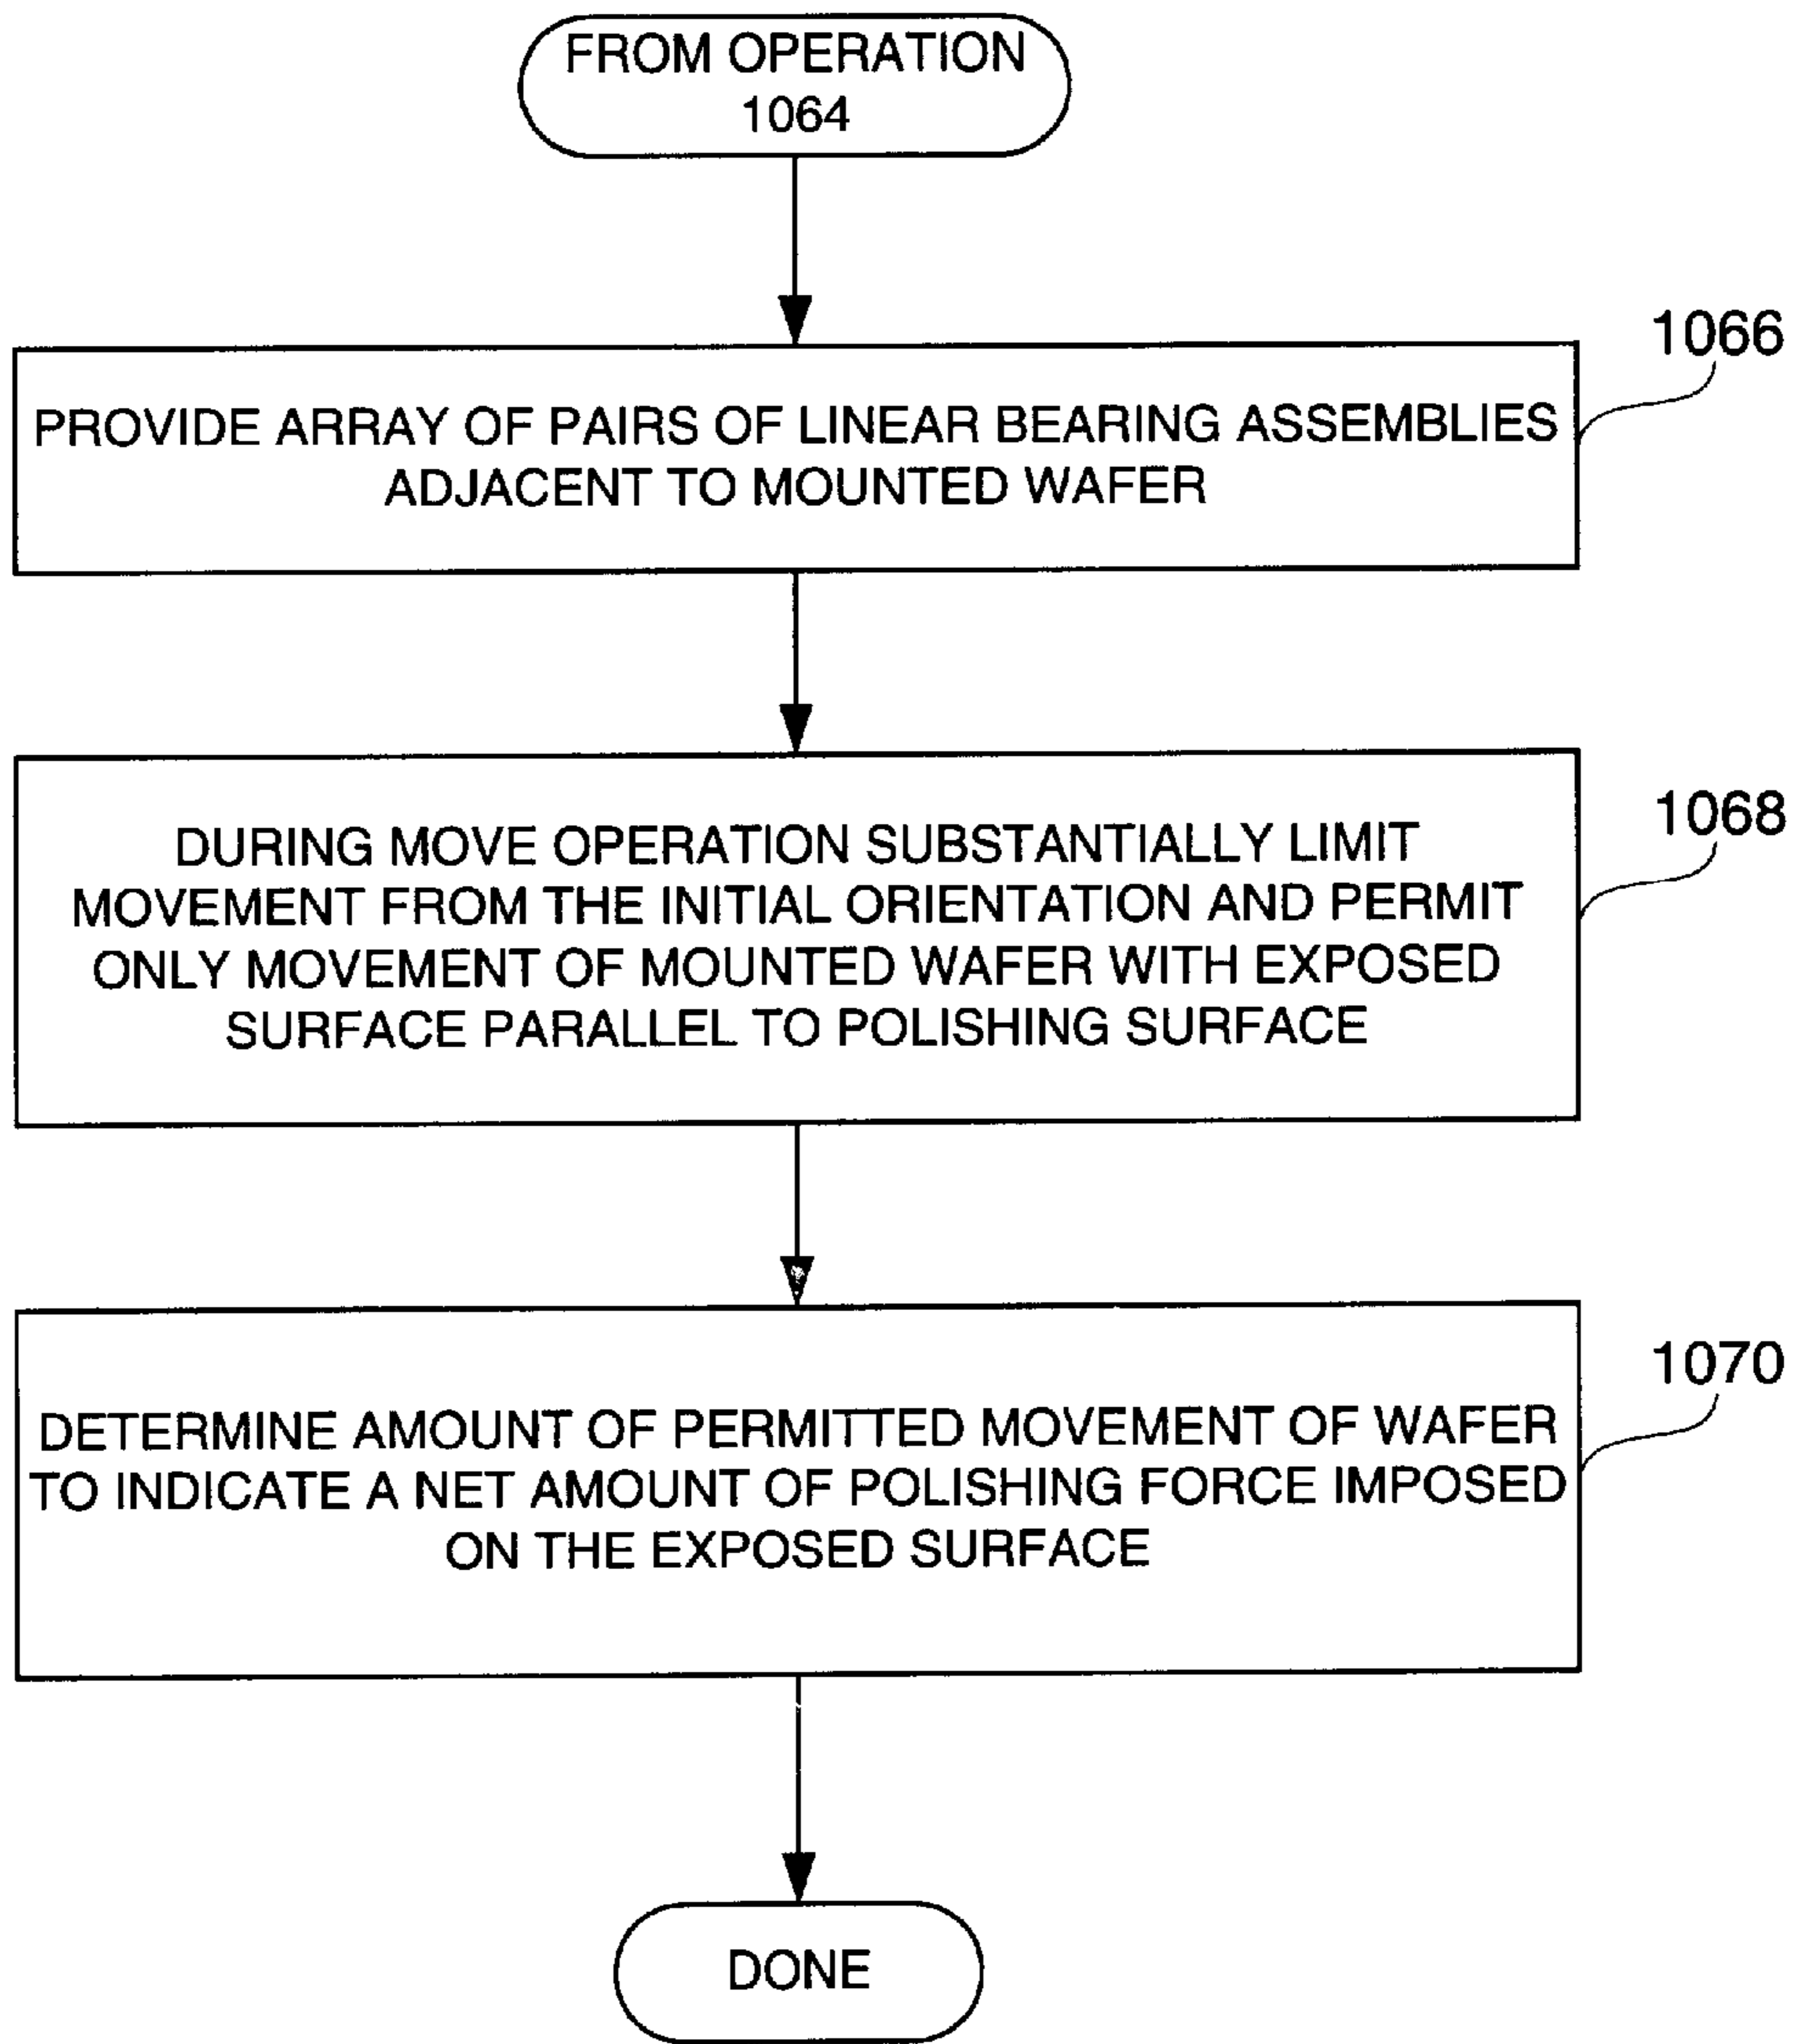 FROM OPERATION
1064
1066
PROVIDE ARRAY OF PAIRS OF LINEAR BEARING ASSEMBLIES
ADJACENT TO MOUNTED WAFER
1068
DURING MOVE OPERATION SUBSTANTIALLY LIMIT
MOVEMENT FROM THE INITIAL ORIENTATION AND PERMIT
ONLY MOVEMENT OF MOUNTED WAFER WITH EXPOSED
SURFACE PARALLEL TO POLISHING SURFACE
1070
DETERMINE AMOUNT OF PERMITTED MOVEMENT OF WAFER
TO INDICATE A NET AMOUNT OF POLISHING FORCE IMPOSED
ON THE EXPOSED SURFACE
DONE